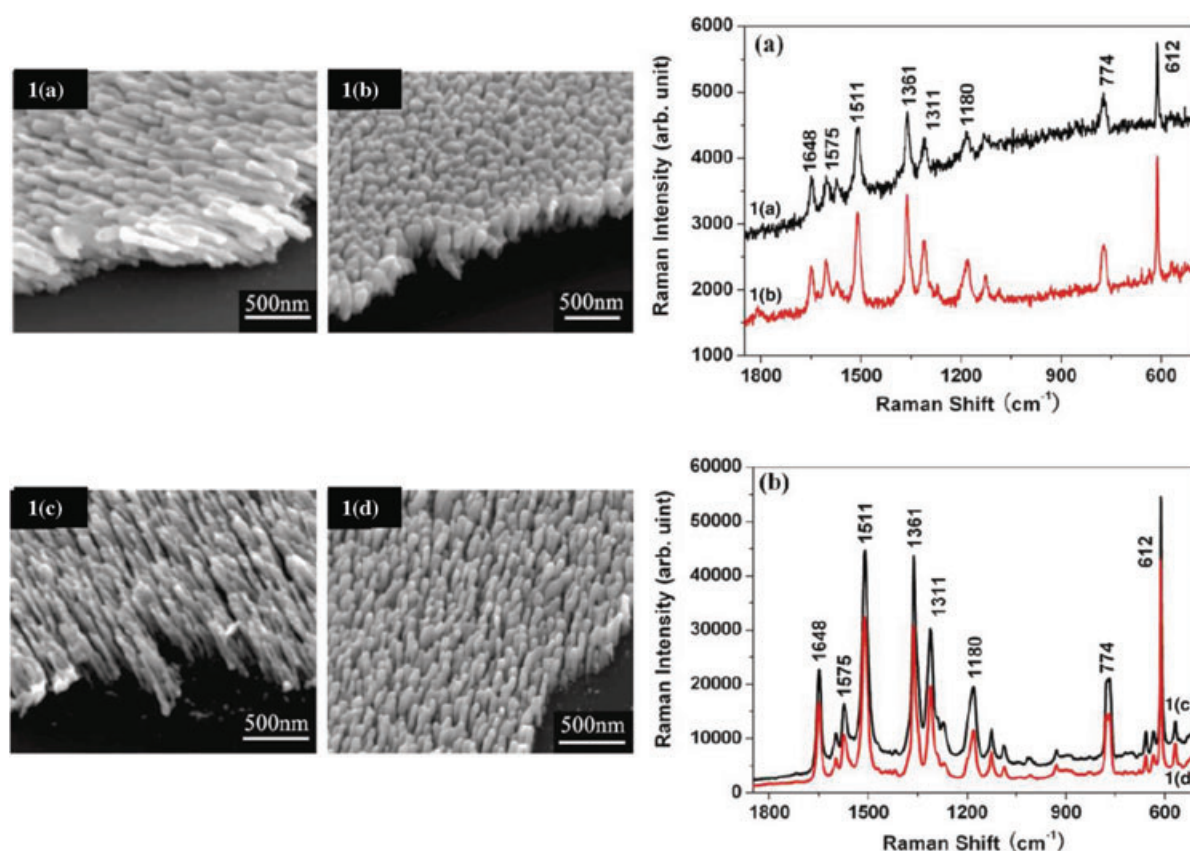 1(a)
500nm
1(b)
500nm
(a)
Raman Intensity (arb. unit)
6000
5000
4000
3000
2000
1000
1648
1575
1511
1361
1311
1180
774
612
1(a)
1(b)
1800
1500
1200
900
600
Raman Shift (cm⁻¹)
1(c)
500nm
1(d)
500nm
(b)
Raman Intensity (arb. uint)
60000
50000
40000
30000
20000
10000
0
1648
1575
1511
1361
1311
1180
774
612
1(c
1(d
1800
1500
1200
900
600
Raman Shift (cm⁻¹)